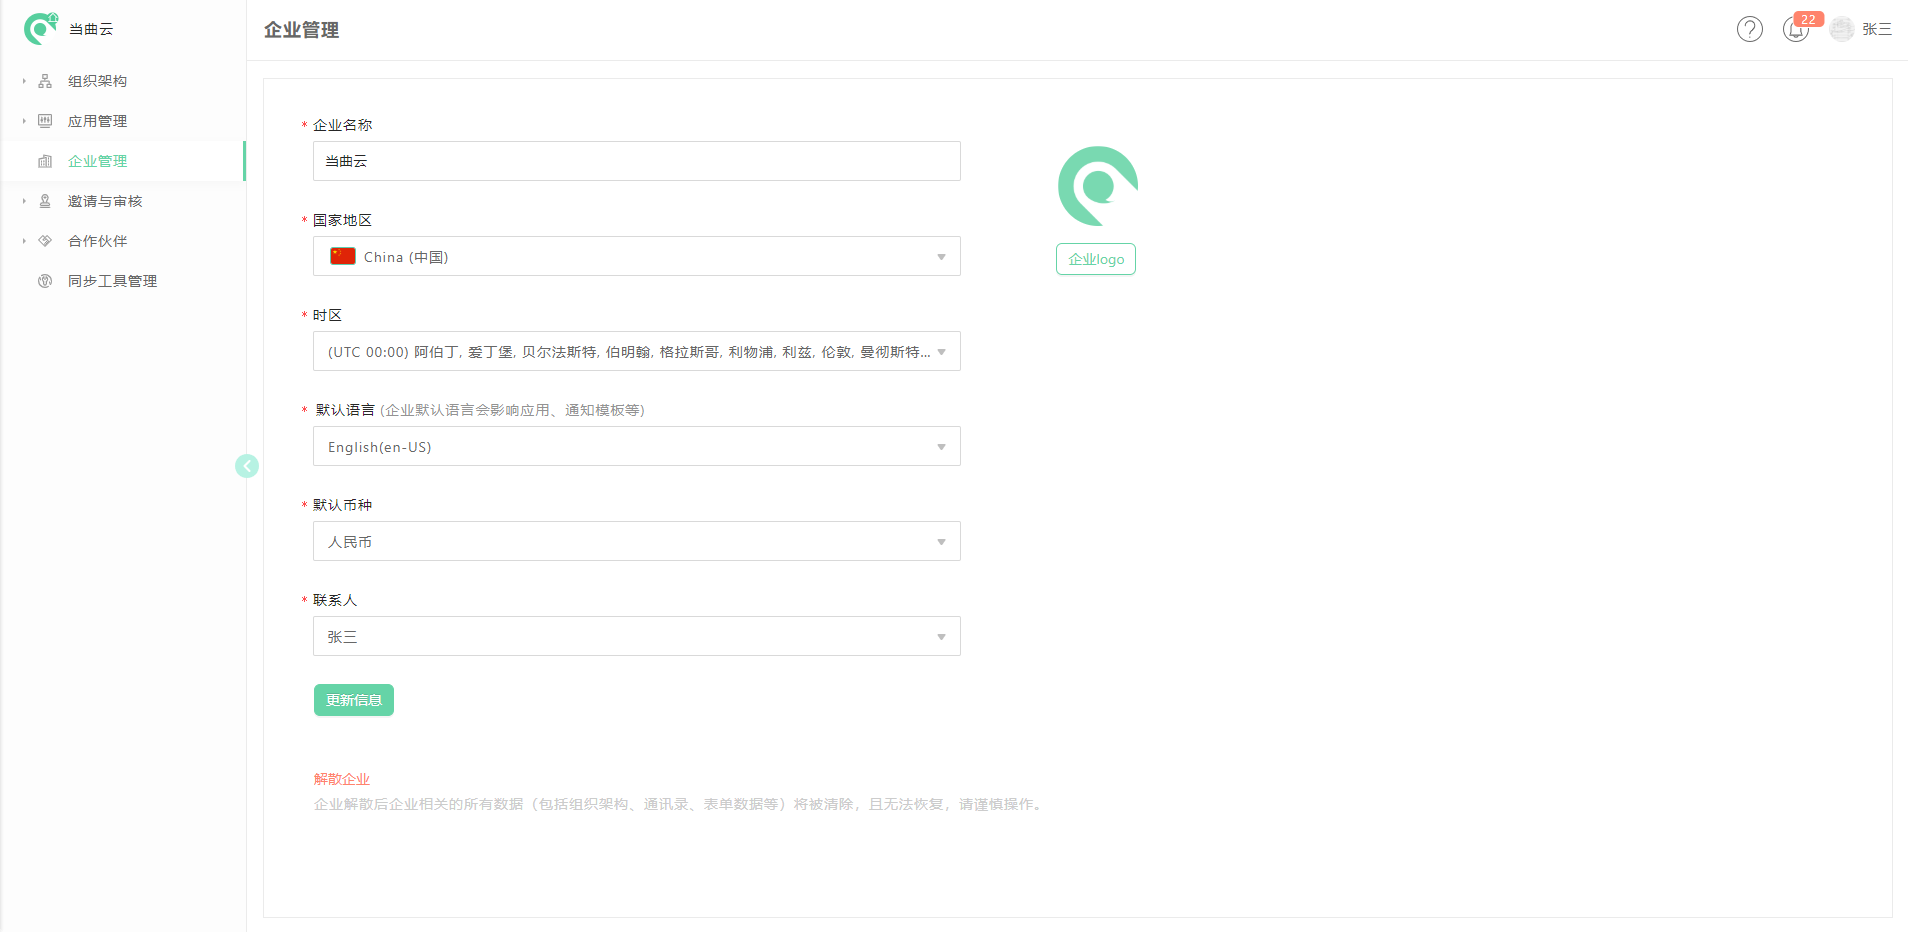 当曲云
企业管理
22
张三
组织架构
应用管理
企业管理
邀请与审核
合作伙伴
同步工具管理
* 企业名称
当曲云
企业logo
* 国家地区
China (中国)
* 时区
(UTC 00:00) 阿伯丁, 爱丁堡, 贝尔法斯特, 伯明翰, 格拉斯哥, 利物浦, 利兹, 伦敦, 曼彻斯特...
* 默认语言 (企业默认语言会影响应用、通知模板等)
English(en-US)
* 默认币种
人民币
* 联系人
张三
更新信息
解散企业
企业解散后企业相关的所有数据（包括组织架构、通讯录、表单数据等）将被清除，且无法恢复，请谨慎操作。